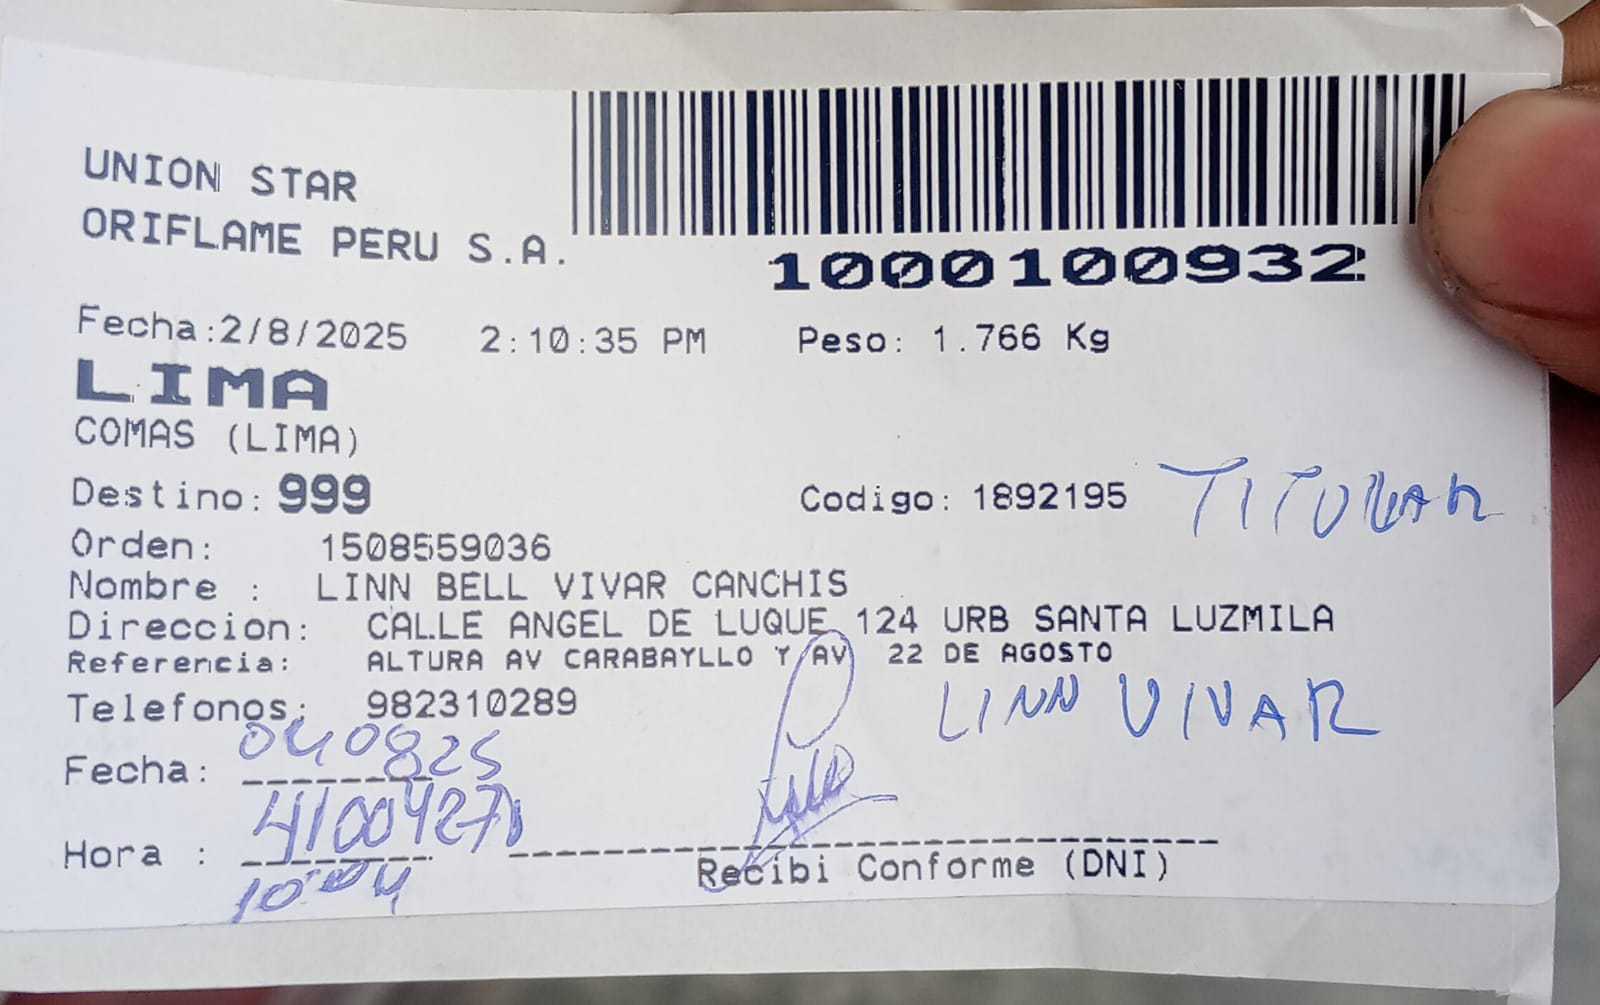 UNION STAR
ORIFLAME PERU S.A.
1000100932
Fecha:2/8/2025 2:10:35 PM Peso: 1.766 Kg
LIMA
COMAS (LIMA)
Destino: 999 Codigo: 1892195 TITULAR
Orden: 1508559036
Nombre : LINN BELL VIVAR CANCHIS
Direccion: CALLE ANGEL DE LUQUE 124 URB SANTA LUZMILA
Referencia: ALTURA AV CARABAYLLO Y AV 22 DE AGOSTO
Telefonos: 982310289 LINN VIVAR
Fecha: 040825
41004271
Hora :
Recibi Conforme (DNI)